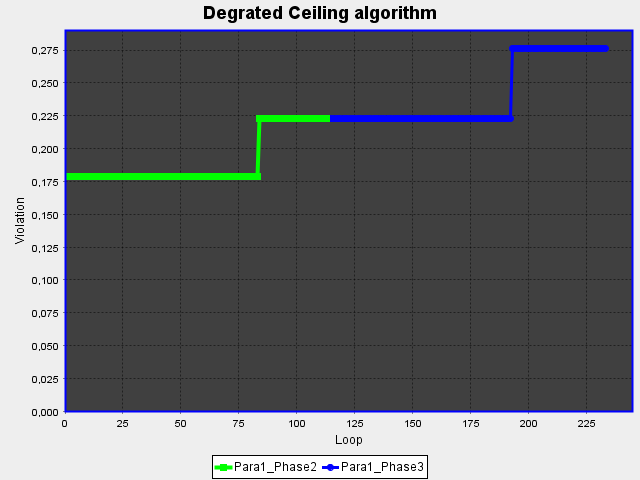 Degrated Ceiling algorithm
0,275
0,250
0,225
0,200
0,175
0,150
0,125
0,100
0,075
0,050
0,025
0,000
Violation
0 25 50 75 100 125 150 175 200 225
Loop
Para1_Phase2 Para1_Phase3